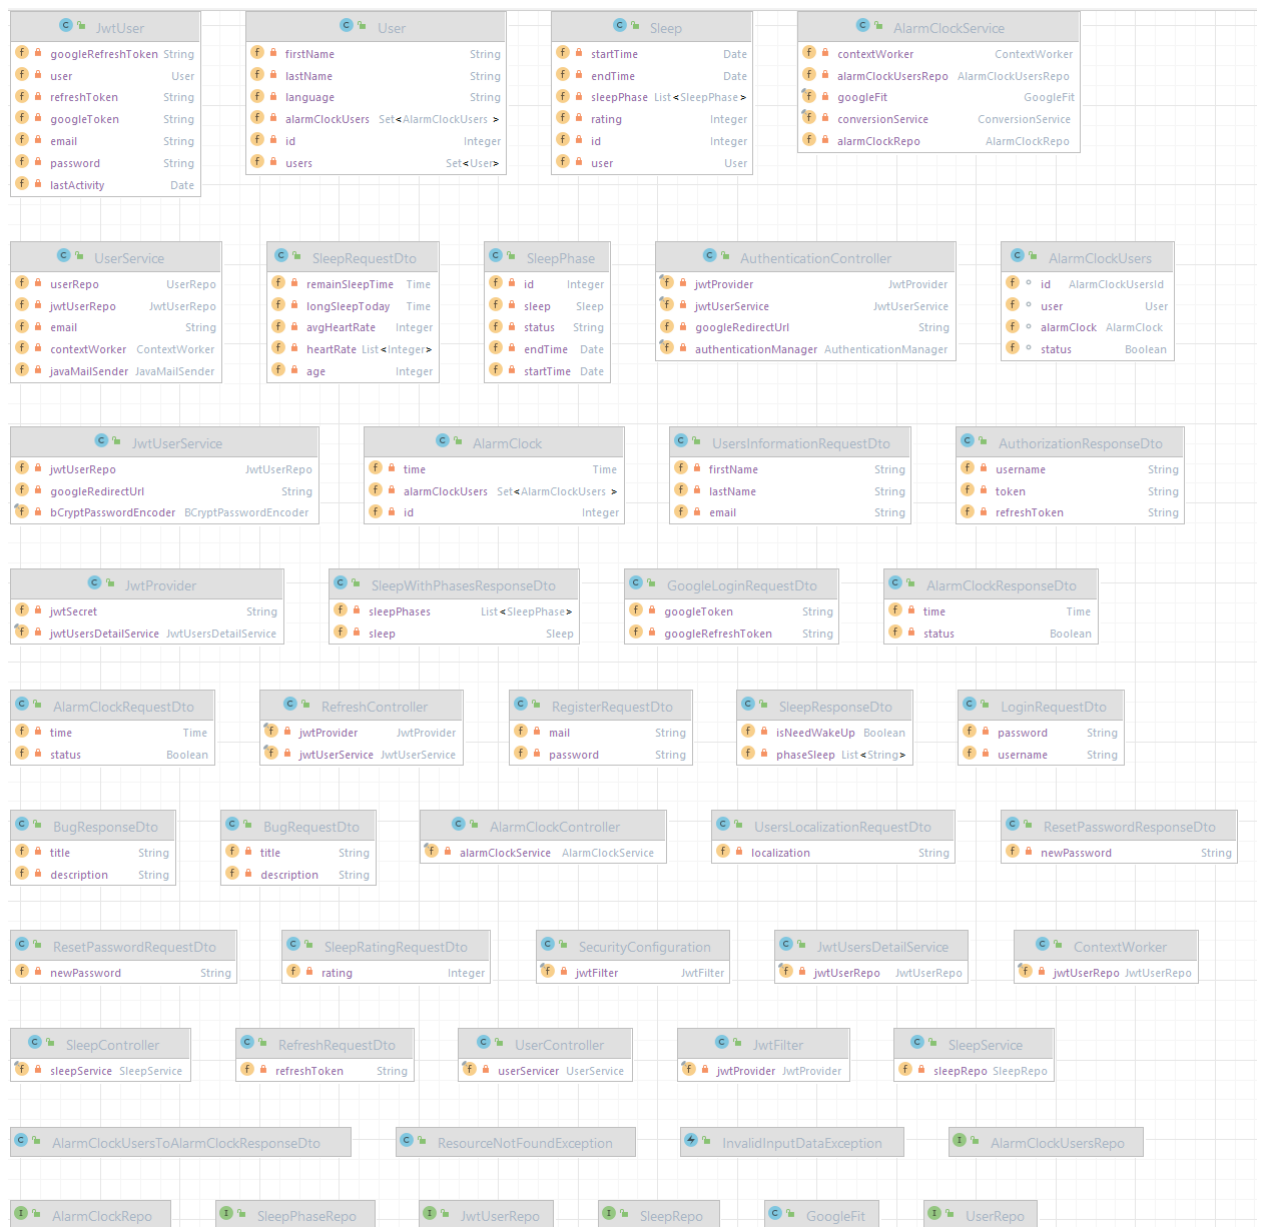 JwtUser
googleRefreshToken String
user User
refreshToken String
googleToken String
email String
password String
lastActivity Date
User
firstName String
lastName String
language String
alarmClockUsers Set<AlarmClockUsers >
id Integer
users Set<User>
Sleep
startTime Date
endTime Date
sleepPhase List<SleepPhase>
rating Integer
id Integer
user User
AlarmClockService
contextWorker ContextWorker
alarmClockUsersRepo AlarmClockUsersRepo
googleFit GoogleFit
conversionService ConversionService
alarmClockRepo AlarmClockRepo
UserService
userRepo UserRepo
jwtUserRepo JwtUserRepo
email String
contextWorker ContextWorker
javaMailSender JavaMailSender
SleepRequestDto
remainSleepTime Time
longSleepToday Time
avgHeartRate Integer
heartRate List<Integer>
age Integer
SleepPhase
id Integer
sleep Sleep
status String
endTime Date
startTime Date
AuthenticationController
jwtProvider JwtProvider
jwtUserService JwtUserService
googleRedirectUrl String
authenticationManager AuthenticationManager
AlarmClockUsers
id AlarmClockUsersId
user User
alarmClock AlarmClock
status Boolean
JwtUserService
jwtUserRepo JwtUserRepo
googleRedirectUrl String
bCryptPasswordEncoder BCryptPasswordEncoder
AlarmClock
time Time
alarmClockUsers Set<AlarmClockUsers >
id Integer
UsersInformationRequestDto
firstName String
lastName String
email String
AuthorizationResponseDto
username String
token String
refreshToken String
JwtProvider
jwtSecret String
jwtUsersDetailService JwtUsersDetailService
SleepWithPhasesResponseDto
sleepPhases List<SleepPhase>
sleep Sleep
GoogleLoginRequestDto
googleToken String
googleRefreshToken String
AlarmClockResponseDto
time Time
status Boolean
AlarmClockRequestDto
time Time
status Boolean
RefreshController
jwtProvider JwtProvider
jwtUserService JwtUserService
RegisterRequestDto
mail String
password String
SleepResponseDto
isNeedWakeUp Boolean
phaseSleep List<String>
LoginRequestDto
password String
username String
BugResponseDto
title String
description String
BugRequestDto
title String
description String
AlarmClockController
alarmClockService AlarmClockService
UsersLocalizationRequestDto
localization String
ResetPasswordResponseDto
newPassword String
ResetPasswordRequestDto
newPassword String
SleepRatingRequestDto
rating Integer
SecurityConfiguration
jwtFilter JwtFilter
JwtUsersDetailService
jwtUserRepo JwtUserRepo
ContextWorker
jwtUserRepo JwtUserRepo
SleepController
sleepService SleepService
RefreshRequestDto
refreshToken String
UserController
userServicer UserService
JwtFilter
jwtProvider JwtProvider
SleepService
sleepRepo SleepRepo
AlarmClockUsersToAlarmClockResponseDto
ResourceNotFoundException
InvalidInputDataException
AlarmClockUsersRepo
AlarmClockRepo
SleepPhaseRepo
JwtUserRepo
SleepRepo
GoogleFit
UserRepo